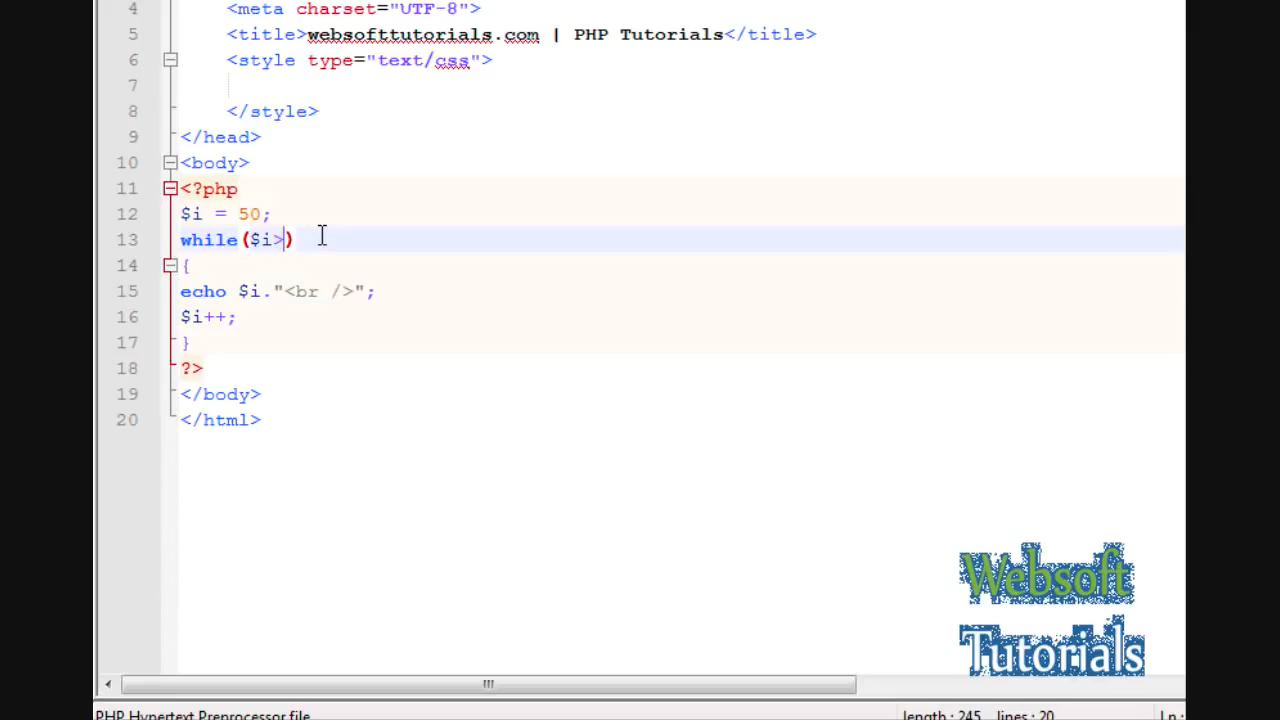 4 <meta charset="UTF-8">
5 <title>websofttutorials.com | PHP Tutorials</title>
6 <style type="text/css">
7
8 </style>
9 </head>
10 <body>
11 <?php
12 $i = 50;
13 while($i>)
14 {
15 echo $i."<br />";
16 $i++;
17 }
18 ?>
19 </body>
20 </html>
Websoft
Tutorials
PHP Hypertext Preprocessor file length : 245 lines : 20 Ln :